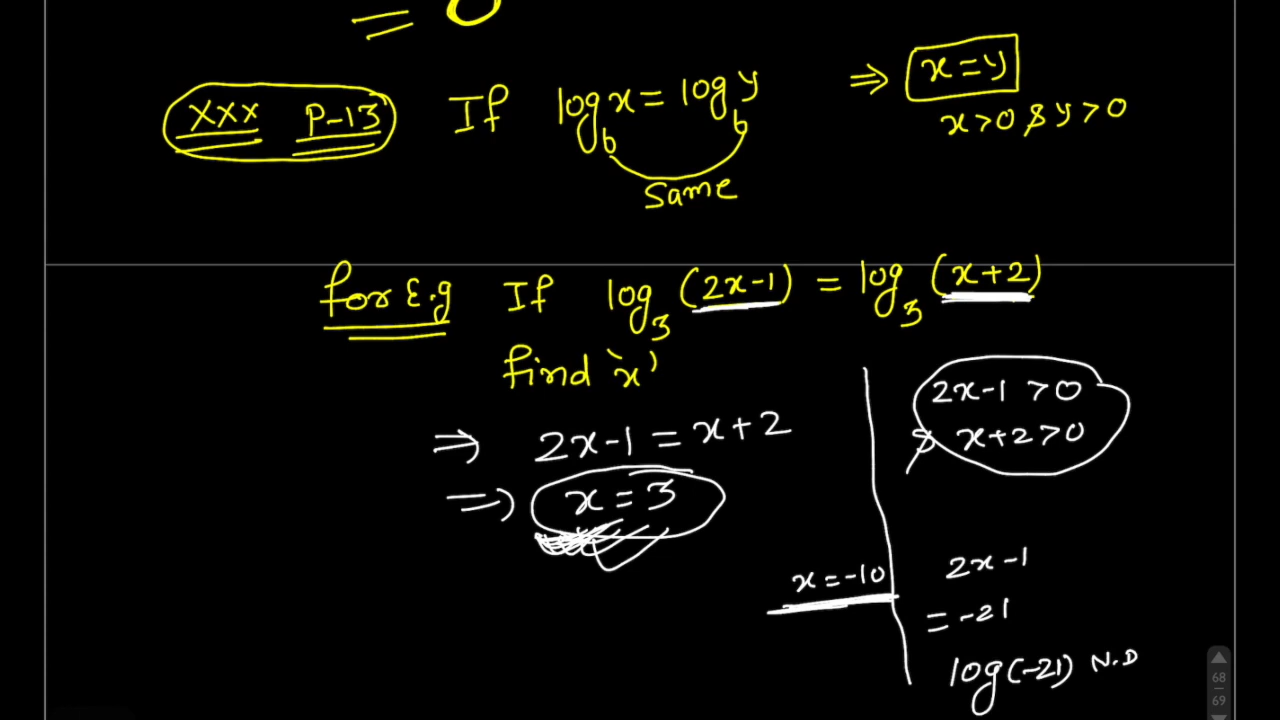 = 0
xxx P-13 If log_b x = log_b y ⇒ x = y
x>0 & y>0
Same
for E.g If log_3 (2x-1) = log_3 (x+2)
find 'x'
⇒ 2x-1 = x+2
⇒ x = 3
2x-1 >0
& x+2>0
x = -10
2x-1
= -21
log(-21) N.D
68
69